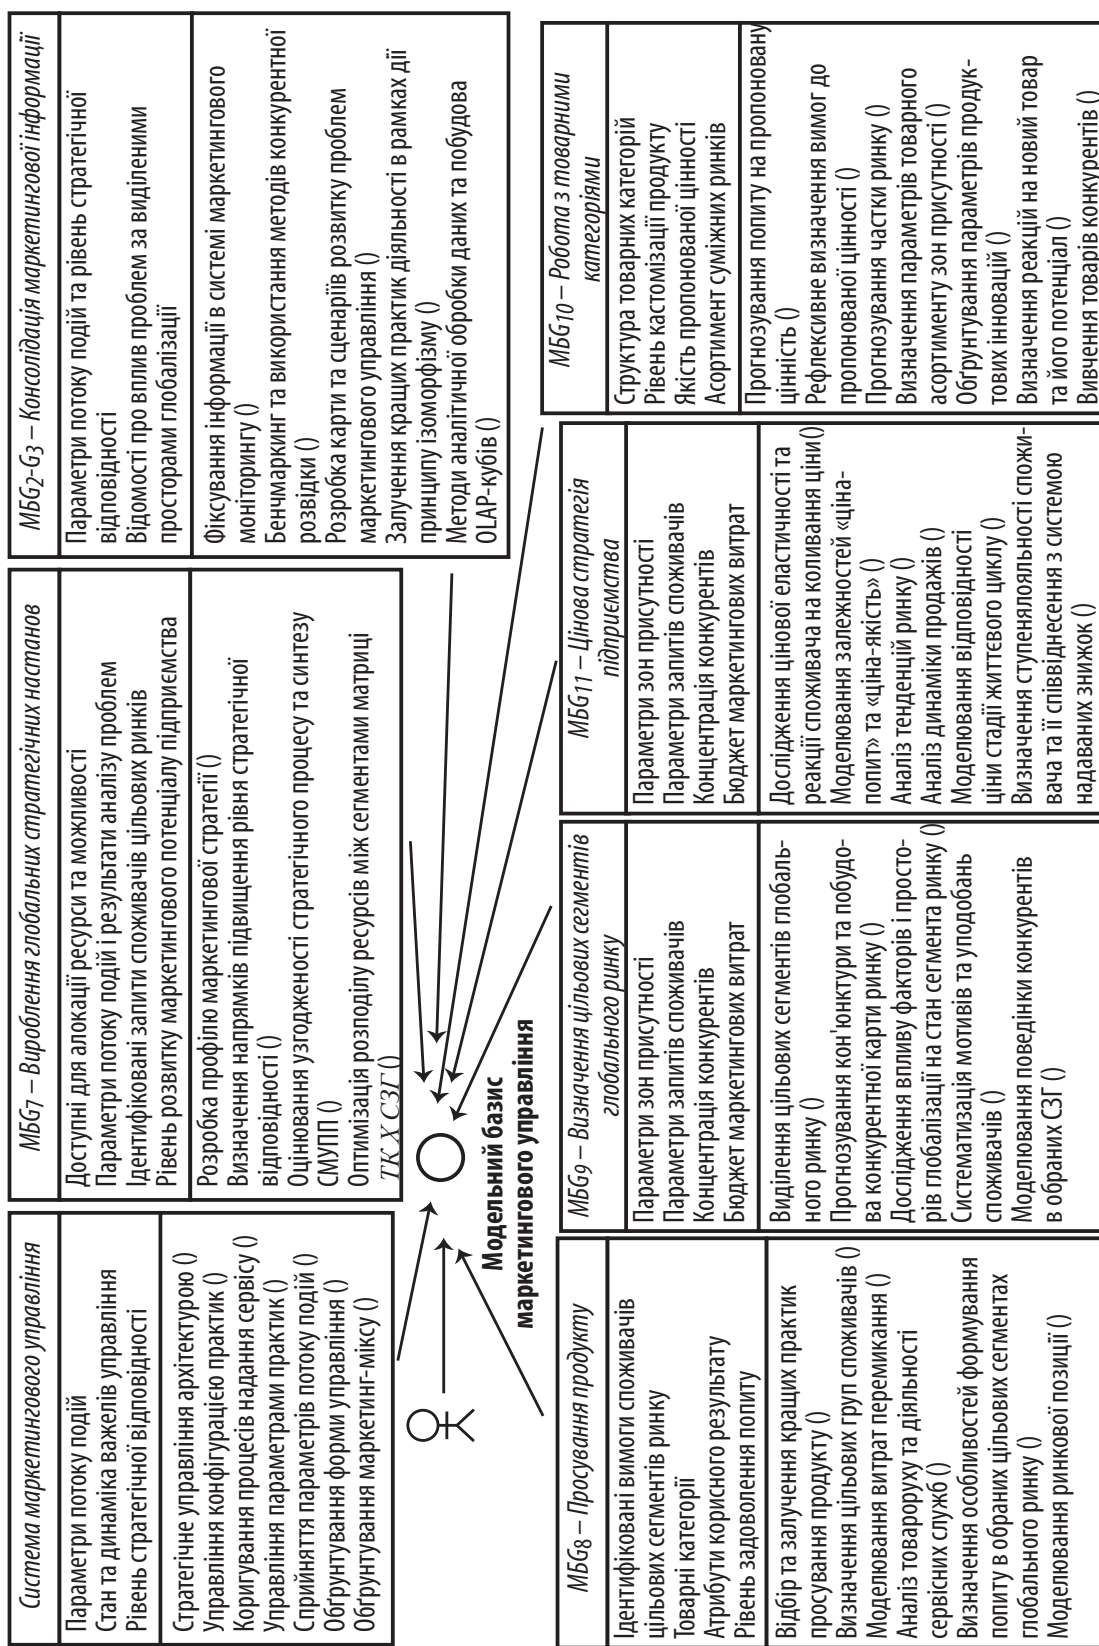 Система маркетингового управління
Параметри потоку подій
Стан та динаміка важелів управління
Рівень стратегічної відповідності
Стратегічне управління архітектурою ()
Управління конфігурацією практик ()
Коригування процесів надання сервісу ()
Управління параметрами практик ()
Сприйняття параметрів потоку подій ()
Обґрунтування форми управління ()
Обґрунтування маркетинг-міксу ()
МБG7 – Вироблення глобальних стратегічних настанов
Доступні для алокації ресурси та можливості
Параметри потоку подій і результати аналізу проблем
Ідентифіковані запити споживачів цільових ринків
Рівень розвитку маркетингового потенціалу підприємства
Розробка профілю маркетингової стратегії ()
Визначення напрямків підвищення рівня стратегічної
відповідності ()
Оцінювання узгодженості стратегічного процесу та синтезу
СМУПП ()
Оптимізація розподілу ресурсів між сегментами матриці
ТК X СЗГ ()
МБG2-G3 – Консолідація маркетингової інформації
Параметри потоку подій та рівень стратегічної
відповідності
Відомості про вплив проблем за виділеними
просторами глобалізації
Фіксування інформації в системі маркетингового
моніторингу ()
Бенчмаркинг та використання методів конкурентної
розвідки ()
Розробка карти та сценаріїв розвитку проблем
маркетингового управління ()
Залучення кращих практик діяльності в рамках дії
принципу ізоморфізму ()
Методи аналітичної обробки даних та побудова
OLAP-кубів ()
Модельний базис
маркетингового управління
МБG8 – Просування продукту
Ідентифіковані вимоги споживачів
цільових сегментів ринку
Товарні категорії
Атрибути корисного результату
Рівень задоволення попиту
Відбір та залучення кращих практик
просування продукту ()
Визначення цільових груп споживачів ()
Моделювання витрат перемикання ()
Аналіз товароруху та діяльності
сервісних служб ()
Визначення особливостей формування
попиту в обраних цільових сегментах
глобального ринку ()
Моделювання ринкової позиції ()
МБG9 – Визначення цільових сегментів
глобального ринку
Параметри зон присутності
Параметри запитів споживачів
Концентрація конкурентів
Бюджет маркетингових витрат
Виділення цільових сегментів глобаль-
ного ринку ()
Прогнозування кон'юнктури та побудо-
ва конкурентної карти ринку ()
Дослідження впливу факторів і просто-
рів глобалізації на стан сегмента ринку ()
Систематизація мотивів та уподобань
споживачів ()
Моделювання поведінки конкурентів
в обраних СЗГ ()
МБG11 – Цінова стратегія
підприємства
Параметри зон присутності
Параметри запитів споживачів
Концентрація конкурентів
Бюджет маркетингових витрат
Дослідження цінової еластичності та
реакції споживача на коливання ціни()
Моделювання залежностей «ціна-
попит» та «ціна-якість» ()
Аналіз тенденцій ринку ()
Аналіз динаміки продажів ()
Моделювання відповідності
ціни стадії життєвого циклу ()
Визначення ступенялояльності спожи-
вача та її співвіднесення з системою
надаваних знижок ()
МБG10 – Робота з товарними
категоріями
Структура товарних категорій
Рівень кастомізації продукту
Якість пропонованої цінності
Асортимент суміжних ринків
Прогнозування попиту на пропоновану
цінність ()
Рефлексивне визначення вимог до
пропонованої цінності ()
Прогнозування частки ринку ()
Визначення параметрів товарного
асортименту зон присутності ()
Обґрунтування параметрів продук-
тових інновацій ()
Визначення реакцій на новий товар
та його потенціал ()
Вивчення товарів конкурентів ()